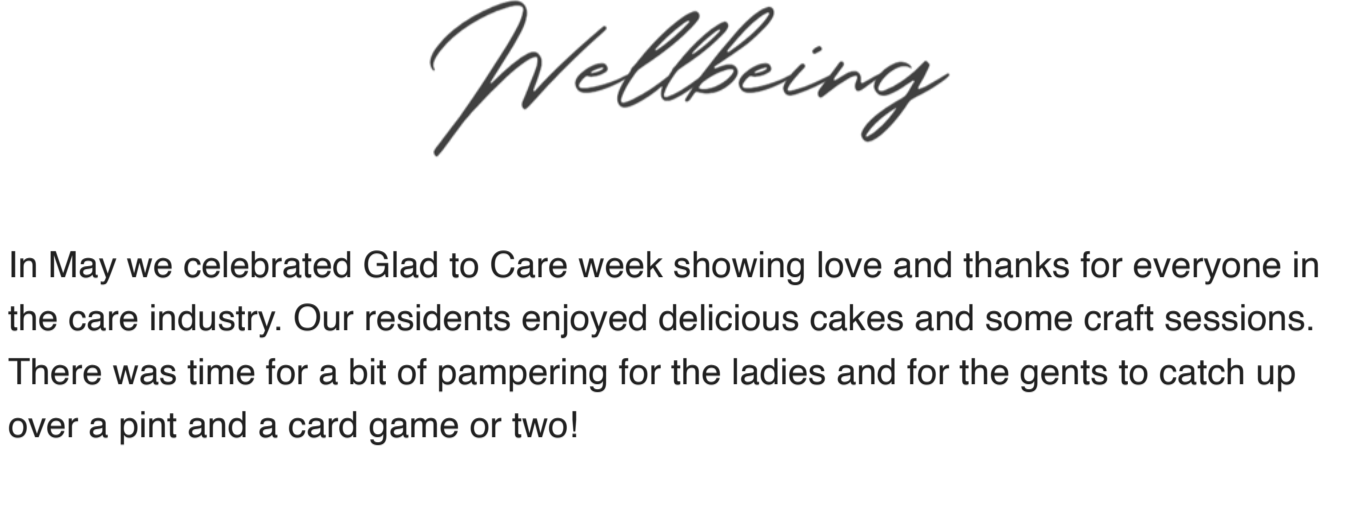 Wellbeing
In May we celebrated Glad to Care week showing love and thanks for everyone in
the care industry. Our residents enjoyed delicious cakes and some craft sessions.
There was time for a bit of pampering for the ladies and for the gents to catch up
over a pint and a card game or two!